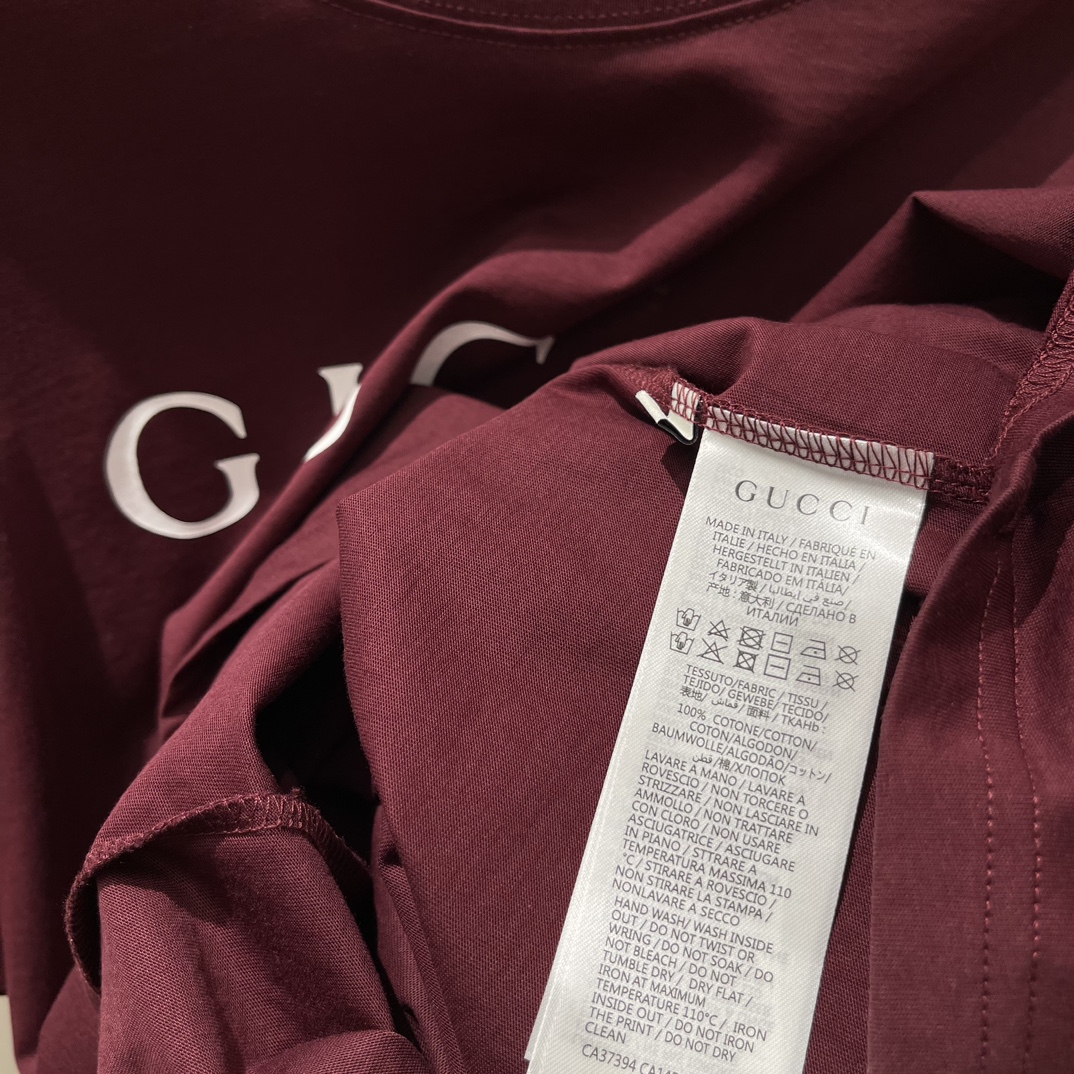 G
GUCCI
MADE IN ITALY / FABRIQUÉ EN
ITALIE / HECHO EN ITALIA /
HERGESTELLT IN ITALIEN /
FABRICADO EM ITÁLIA/
イタリア製 / صنع في إيطاليا /
产地 : 意大利 / СДЕЛАНО В
ИТАЛИИ
TESSUTO/FABRIC / TISSU /
TEJIDO/ GEWEBE / TECIDO/
表地/ قماش / 面料 / ТКАНЬ :
100% COTONE/COTTON/
COTON/ALGODON/
BAUMWOLLE/ALGODÃO/コットン/
قطن /棉/ХЛОПОК
LAVARE A MANO / LAVARE A
ROVESCIO / NON TORCERE O
STRIZZARE / NON LASCIARE IN
AMMOLLO / NON TRATTARE
CON CLORO / NON USARE
ASCIUGATRICE / ASCIUGARE
IN PIANO / STTRARE A
TEMPERATURA MASSIMA 110
°C / STIRARE A ROVESCIO /
NON STIRARE LA STAMPA /
NONLAVARE A SECCO
HAND WASH/ WASH INSIDE
OUT / DO NOT TWIST OR
WRING / DO NOT SOAK / DO
NOT BLEACH / DO NOT
TUMBLE DRY / DRY FLAT /
IRON AT MAXIMUM
TEMPERATURE 110°C / IRON
INSIDE OUT / DO NOT IRON
THE PRINT / DO NOT DRY
CLEAN
CA37394